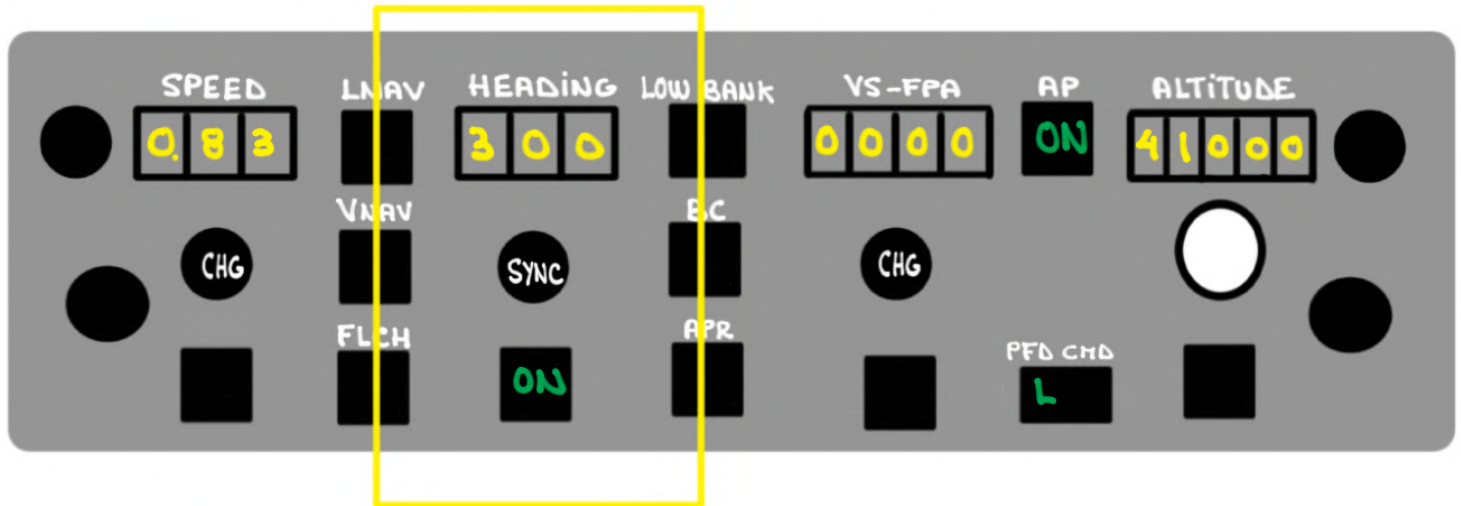 SPEED LNAV HEADING LOW BANK VS-FPA AP ALTITUDE
0.83 300 0000 ON 41000
VNAV BC
CHG SYNC CHG
FLCH APR PFD CMD
ON L